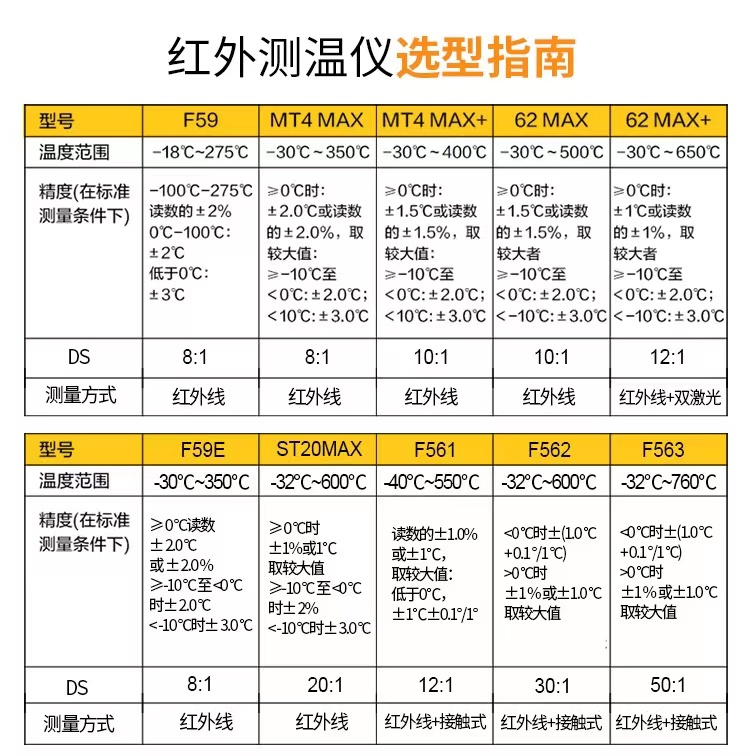 红外测温仪选型指南
型号 F59 MT4 MAX MT4 MAX+ 62 MAX 62 MAX+
温度范围 -18℃~275℃ -30℃~350℃ -30℃~400℃ -30℃~500℃ -30℃~650℃
精度(在标准
测量条件下)
-100℃-275℃
读数的±2%
0℃-100℃:
±2℃
低于0℃:
±3℃
≥0℃时:
±2.0℃或读数
的±2.0%,取
较大值:
≥-10℃至
<0℃:±2.0℃;
<10℃:±3.0℃
≥0℃时:
±1.5℃或读数
的±1.5%,取
较大值:
≥-10℃至
<0℃:±2.0℃;
<10℃:±3.0℃
≥0℃时:
±1.5℃或读数
的±1.5%,取
较大者
≥-10℃至
<0℃:±2.0℃;
<-10℃:±3.0℃
≥0℃时:
±1℃或读数
的±1%,取
较大者
≥-10℃至
<0℃:±2.0℃;
<-10℃:±3.0℃
DS 8:1 8:1 10:1 10:1 12:1
测量方式 红外线 红外线 红外线 红外线 红外线+双激光
型号 F59E ST20MAX F561 F562 F563
温度范围 -30℃~350℃ -32℃~600℃ -40℃~550℃ -32℃~600℃ -32℃~760℃
精度(在标准
测量条件下)
≥0℃读数
±2.0℃
或±2.0%
≥-10℃至<0℃
时±2.0℃
<-10℃时±3.0℃
≥0℃时
±1%或1℃
取较大值
≥-10℃至<0℃
时±2%
<-10℃时±3.0℃
读数的±1.0%
或±1℃,
取较大值:
低于0℃,
±1℃±0.1°/1°
<0℃时±(1.0℃
+0.1°/1℃)
>0℃时
±1%或±1.0℃
取较大值
<0℃时±(1.0℃
+0.1°/1℃)
>0℃时
±1%或±1.0℃
取较大值
DS 8:1 20:1 12:1 30:1 50:1
测量方式 红外线 红外线 红外线+接触式 红外线+接触式 红外线+接触式